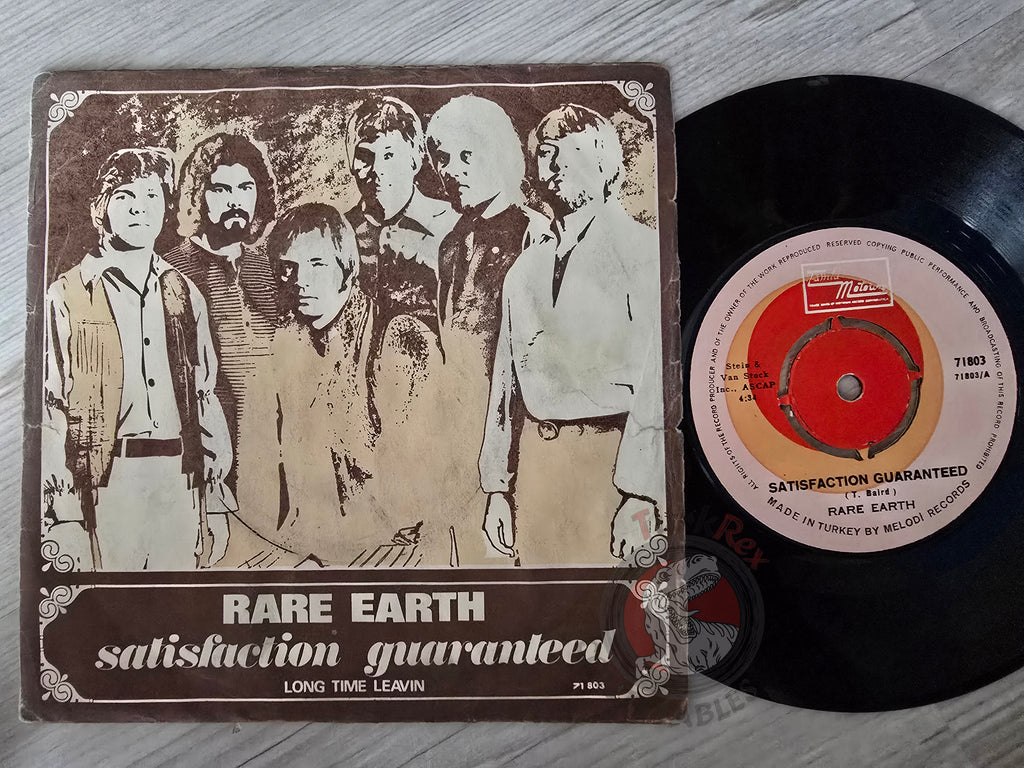 RARE EARTH
satisfaction guaranteed
LONG TIME LEAVIN
71 803
ALL RIGHTS OF THE RECORD PRODUCER AND OF THE OWNER OF THE WORK REPRODUCED RESERVED COPYING PUBLIC PERFORMANCE AND BROADCASTING OF THIS RECORD PROHIBITED
Tamla
Motown
71803
71803/A
Stein &
Van Stock
Inc., ASCAP
4:34
SATISFACTION GUARANTEED
( T. Baird )
RARE EARTH
MADE IN TURKEY BY MELODİ RECORDS
Rex